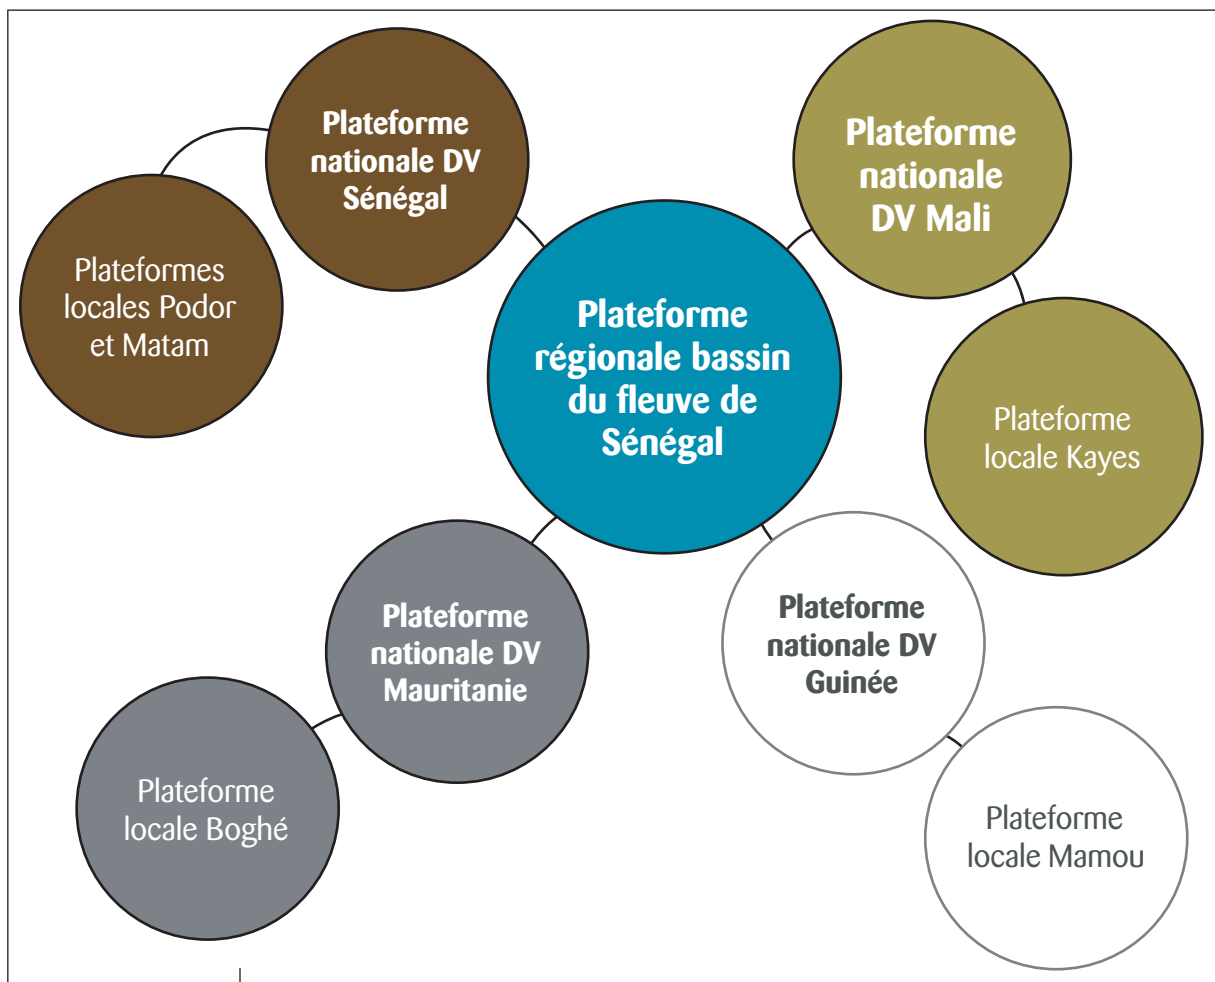 Plateforme
nationale DV
Sénégal
Plateforme
nationale
DV Mali
Plateformes
locales Podor
et Matam
Plateforme
régionale bassin
du fleuve de
Sénégal
Plateforme
locale Kayes
Plateforme
nationale DV
Mauritanie
Plateforme
nationale DV
Guinée
Plateforme
locale Boghé
Plateforme
locale Mamou